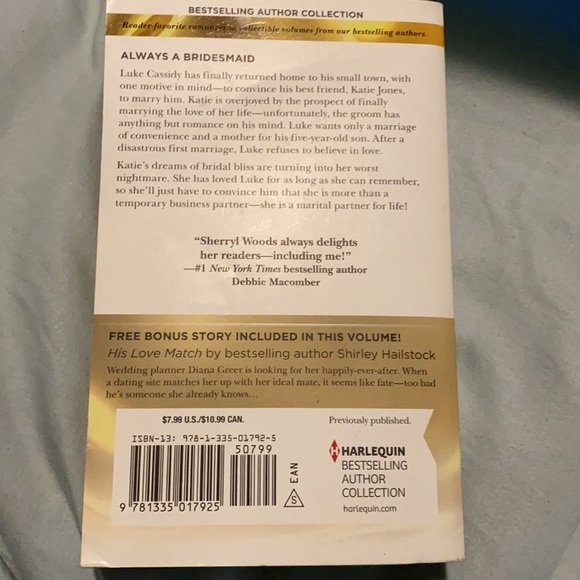 BESTSELLING AUTHOR COLLECTION
Reader-favorite romances in collectible volumes from our bestselling authors.
ALWAYS A BRIDESMAID
Luke Cassidy has finally returned home to his small town, with
one motive in mind—to convince his best friend, Katie Jones,
to marry him. Katie is overjoyed by the prospect of finally
marrying the love of her life—unfortunately, the groom has
anything but romance on his mind. Luke wants only a marriage
of convenience and a mother for his five-year-old son. After a
disastrous first marriage, Luke refuses to believe in love.
Katie's dreams of bridal bliss are turning into her worst
nightmare. She has loved Luke for as long as she can remember,
so she'll just have to convince him that she is more than a
temporary business partner—she is a marital partner for life!
“Sherryl Woods always delights
her readers—including me!”
—#1 New York Times bestselling author
Debbie Macomber
FREE BONUS STORY INCLUDED IN THIS VOLUME!
His Love Match by bestselling author Shirley Hailstock
Wedding planner Diana Greer is looking for her happily-ever-after. When
a dating site matches her up with her ideal mate, it seems like fate—too bad
he's someone she already knows…
$7.99 U.S./$10.99 CAN.
ISBN-13: 978-1-335-01792-5
50799
9 781335 017925
S EAN
Previously published.
HARLEQUIN
BESTSELLING
AUTHOR
COLLECTION
harlequin.com